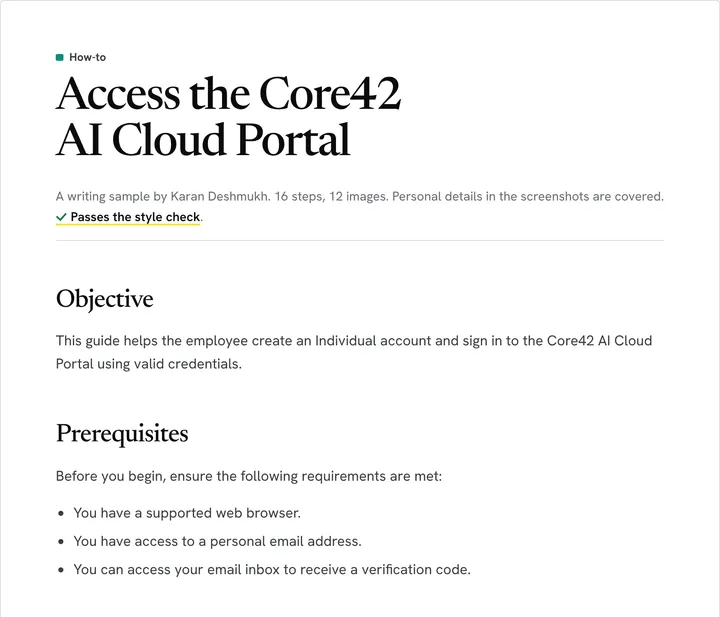 How-to
Access the Core42
AI Cloud Portal
A writing sample by Karan Deshmukh. 16 steps, 12 images. Personal details in the screenshots are covered.
✓ Passes the style check.
Objective
This guide helps the employee create an Individual account and sign in to the Core42 AI Cloud
Portal using valid credentials.
Prerequisites
Before you begin, ensure the following requirements are met:
• You have a supported web browser.
• You have access to a personal email address.
• You can access your email inbox to receive a verification code.